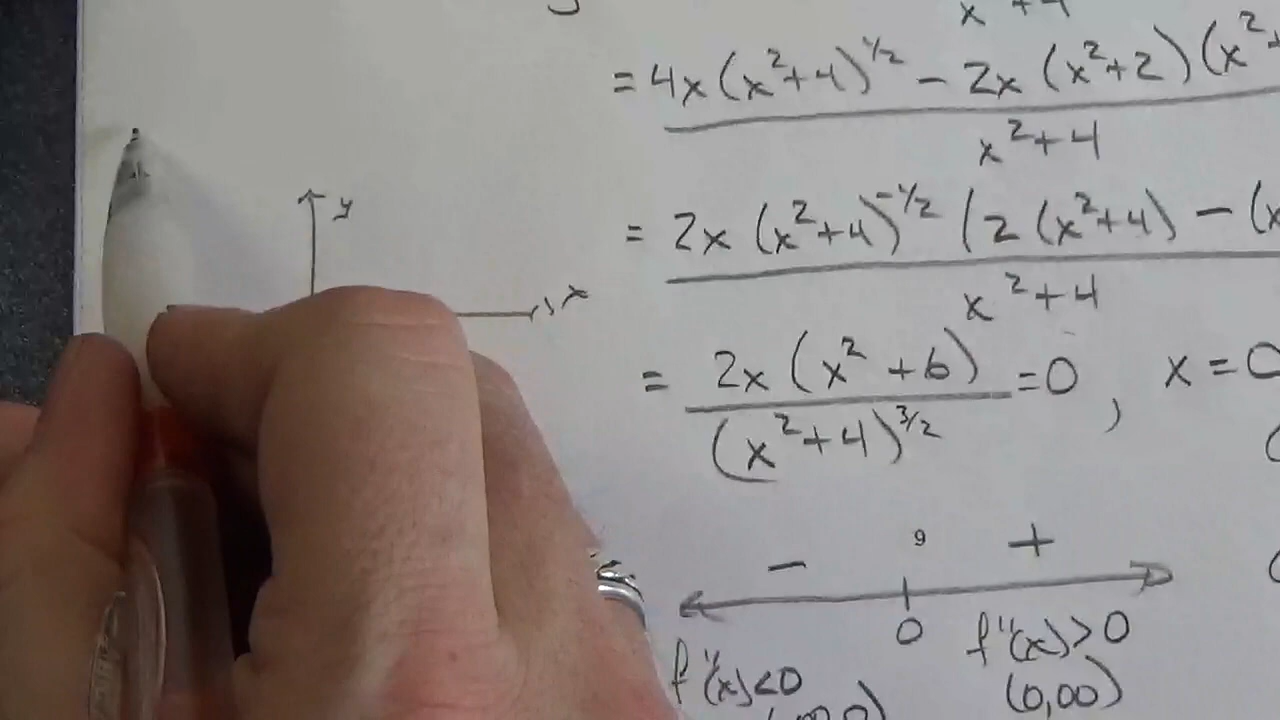 x²+4
= 4x(x²+4)^½ - 2x(x²+2)(x²+
x²+4
= 2x(x²+4)^-½ (2(x²+4) - (x
x²+4
= 2x(x² + 6) = 0 , x = 0
(x²+4)^3/2
y
x
- 9 +
0
f''(x)<0 f''(x)>0
(0,∞)